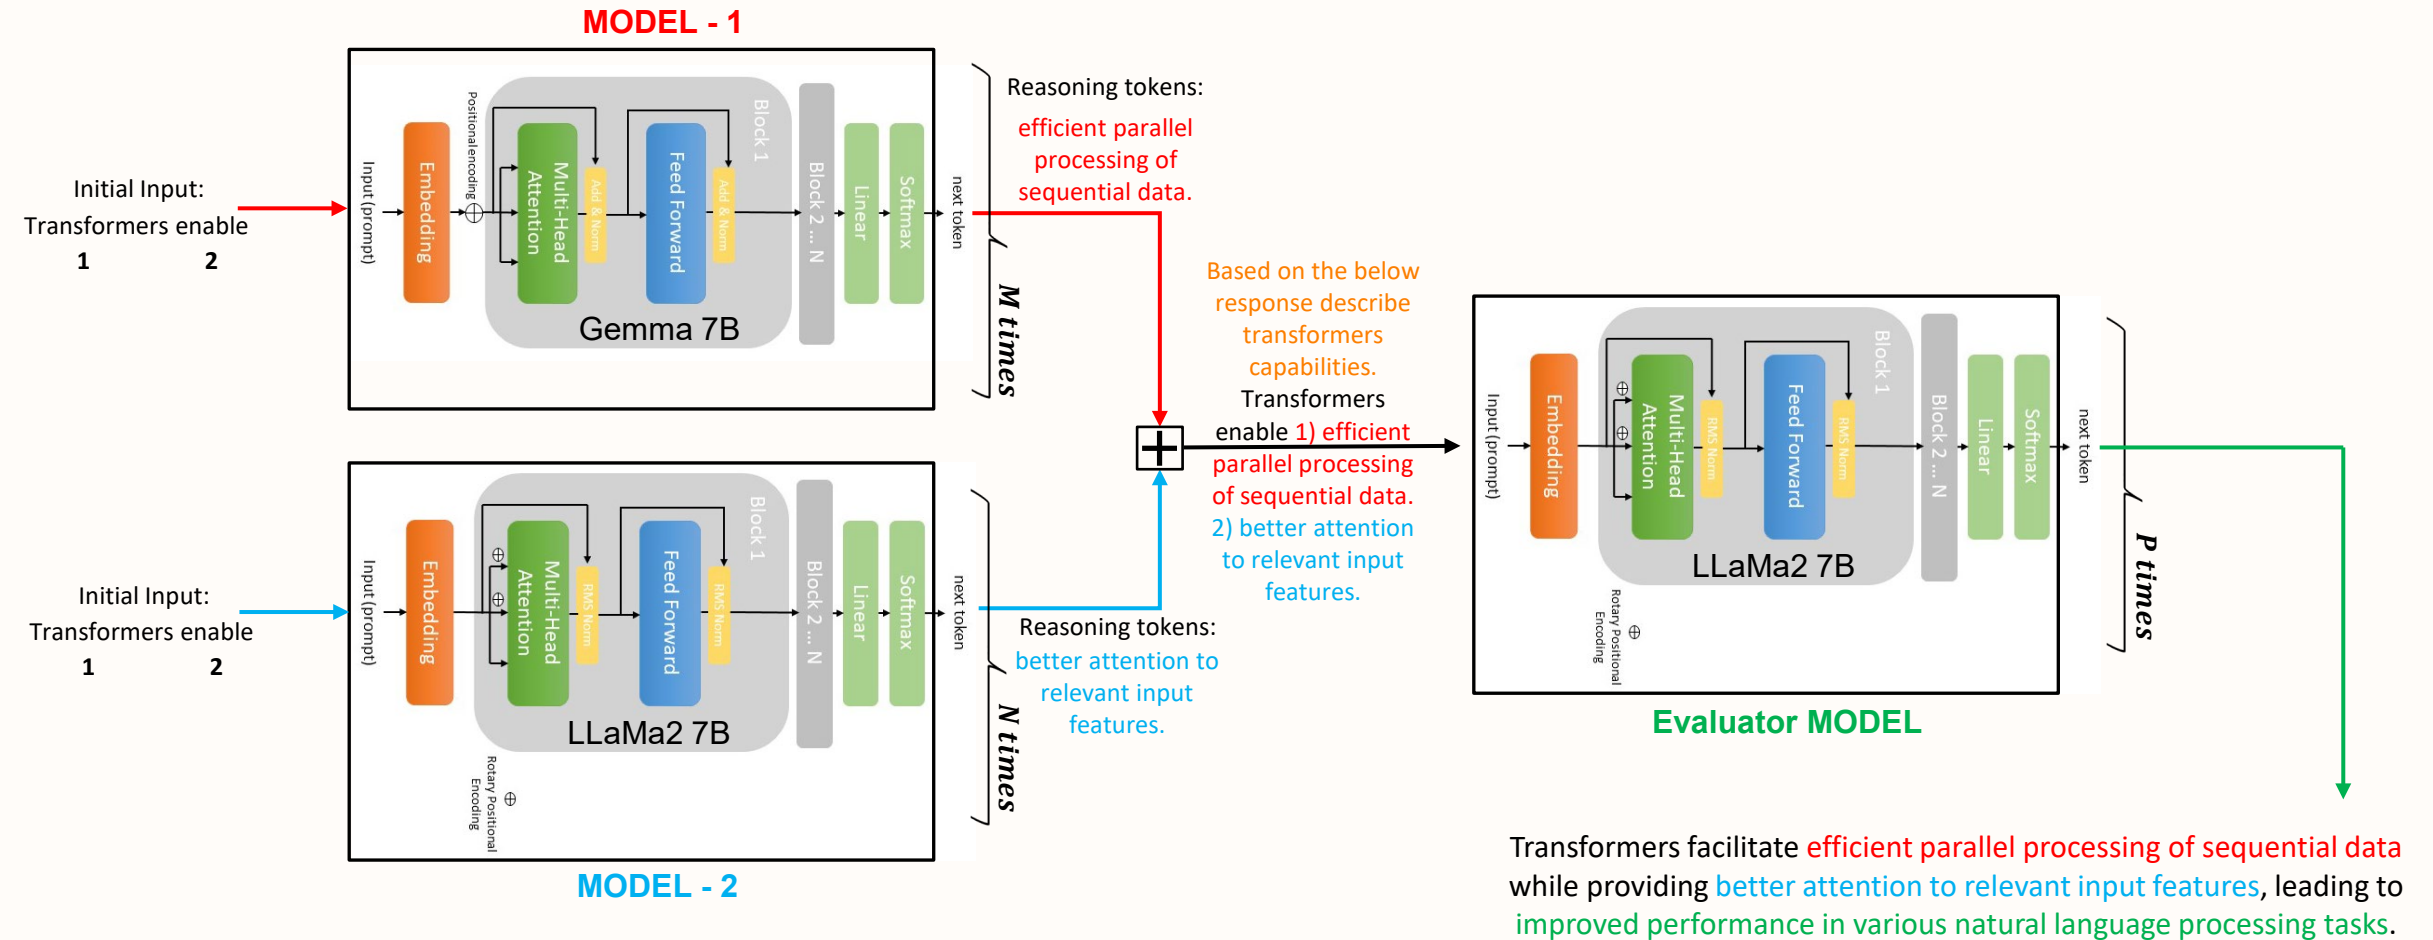 MODEL - 1
Initial Input:
Transformers enable
1 2
Input (prompt)
Embedding
Positional encoding
Multi-Head
Attention
Add & Norm
Feed Forward
Add & Norm
Block 1
Block 2 ... N
Linear
Softmax
next token
Gemma 7B
M times
Reasoning tokens:
efficient parallel
processing of
sequential data.
Initial Input:
Transformers enable
1 2
Input (prompt)
Embedding
Multi-Head
Attention
RMS Norm
Feed Forward
RMS Norm
Block 1
Block 2 ... N
Linear
Softmax
next token
LLaMa2 7B
Rotary Positional
Encoding
N times
MODEL - 2
Reasoning tokens:
better attention to
relevant input
features.
Based on the below
response describe
transformers
capabilities.
Transformers
enable 1) efficient
parallel processing
of sequential data.
2) better attention
to relevant input
features.
Input (prompt)
Embedding
Multi-Head
Attention
RMS Norm
Feed Forward
RMS Norm
Block 1
Block 2 ... N
Linear
Softmax
next token
LLaMa2 7B
Rotary Positional
Encoding
P times
Evaluator MODEL
Transformers facilitate efficient parallel processing of sequential data
while providing better attention to relevant input features, leading to
improved performance in various natural language processing tasks.